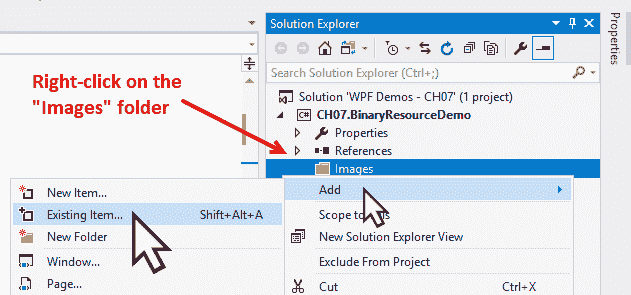 Solution Explorer
Search Solution Explorer (Ctrl+;)
Properties
Right-click on the
"Images" folder
Solution 'WPF Demos - CH07' (1 project)
C# CH07.BinaryResourceDemo
Properties
References
Images
Add
New Item...
Existing Item... Shift+Alt+A
New Folder
Window...
Page...
Scope to
New Solution Explorer View
Exclude From Project
Cut Ctrl+X